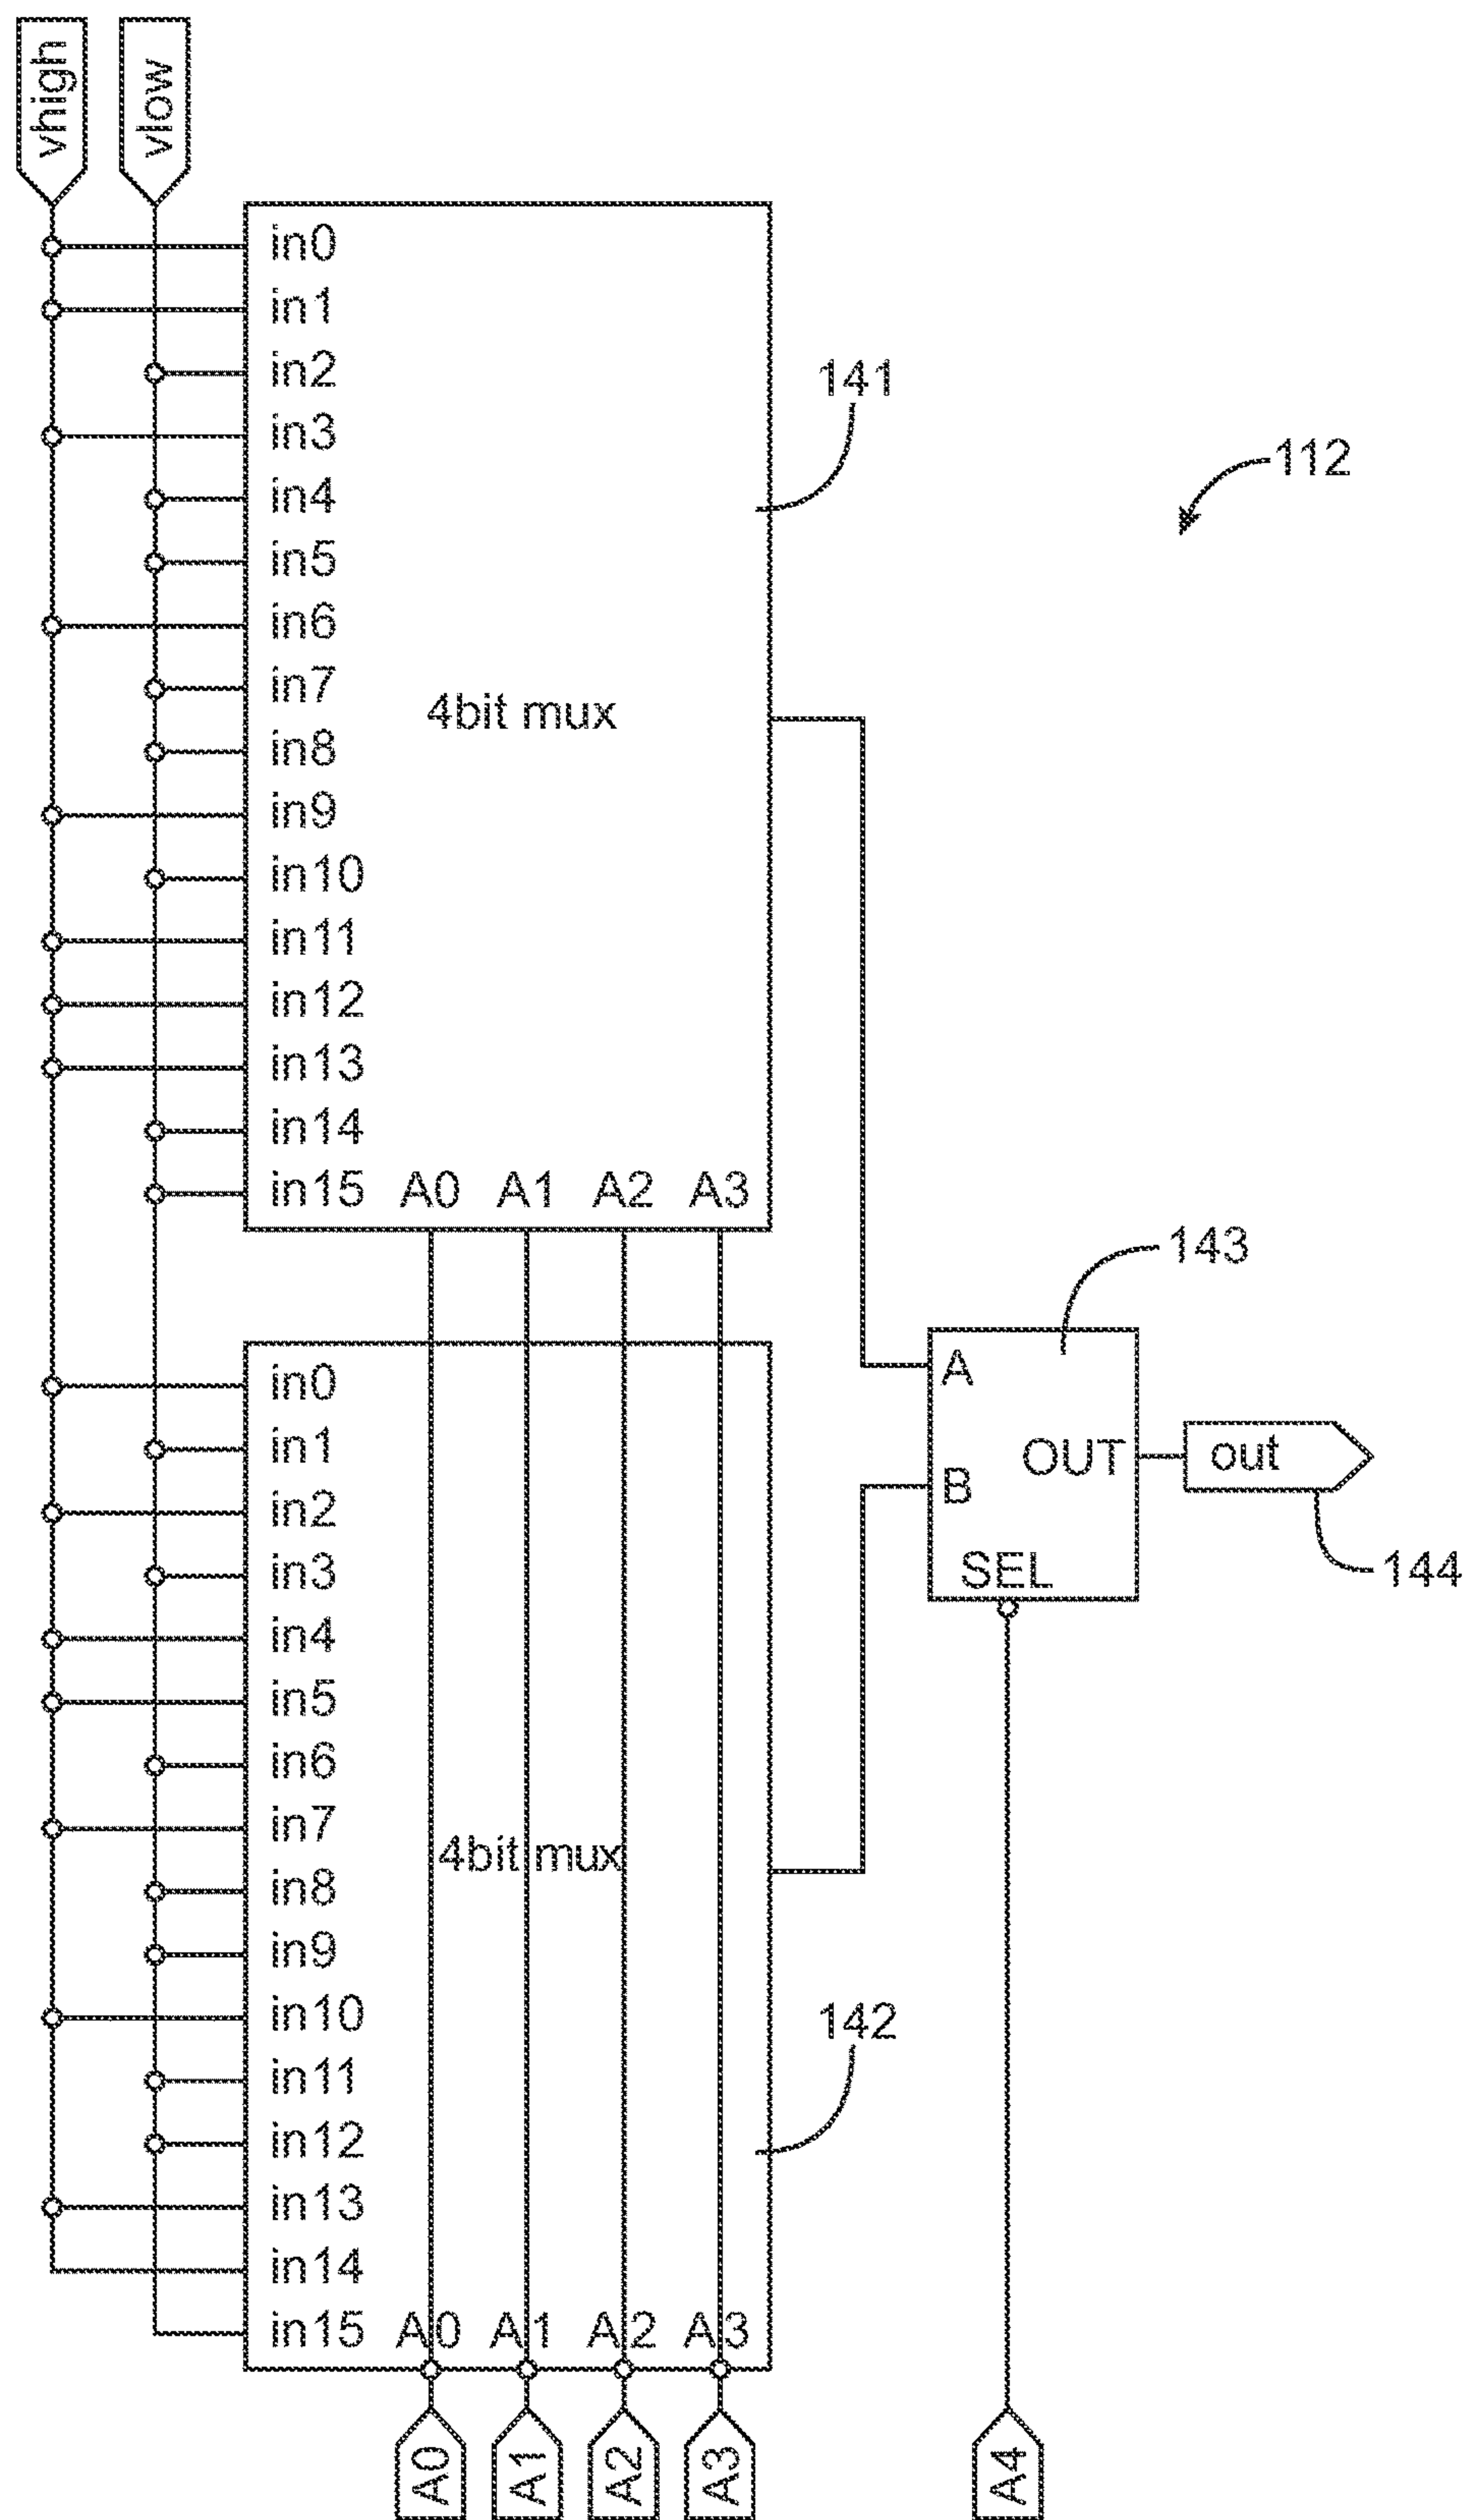 vhigh
vlow
in0
in1
in2
in3
in4
in5
in6
in7
4bit mux
in8
in9
in10
in11
in12
in13
in14
in15 A0 A1 A2 A3
141
112
in0
in1
in2
in3
in4
in5
in6
in7
4bit mux
in8
in9
in10
in11
in12
in13
in14
in15 A0 A1 A2 A3
142
143
A
B
OUT
SEL
out
144
A0
A1
A2
A3
A4